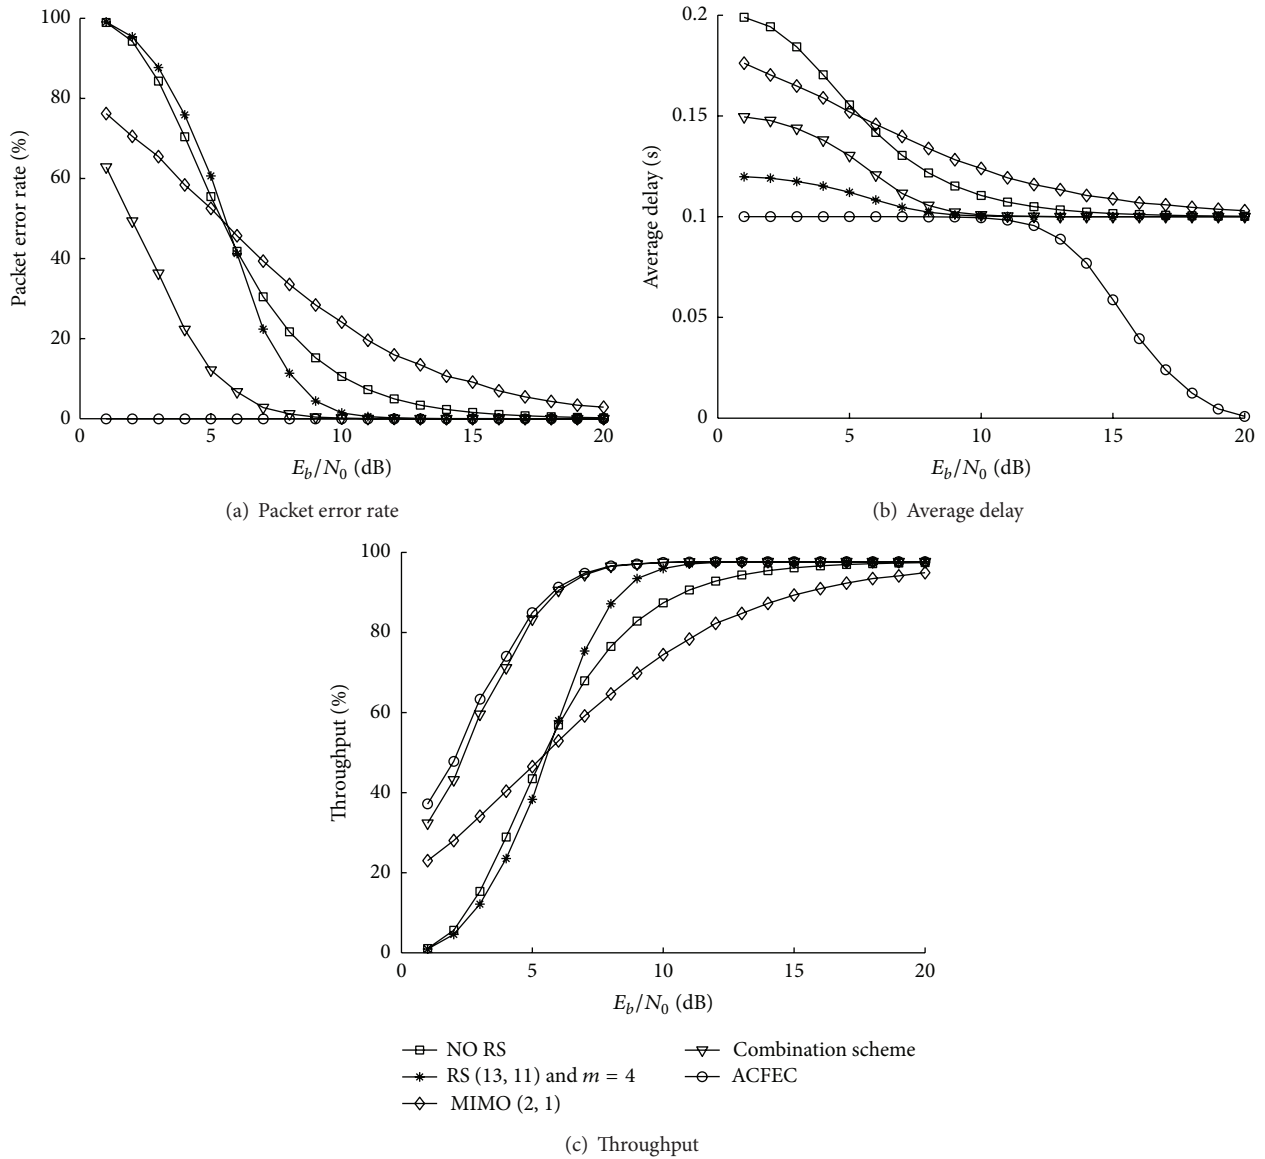 100
80
60
40
20
0
Packet error rate (%)
0 5 10 15 20
E_b/N_0 (dB)
(a) Packet error rate
0.2
0.15
0.1
0.05
0
Average delay (s)
0 5 10 15 20
E_b/N_0 (dB)
(b) Average delay
100
80
60
40
20
0
Throughput (%)
0 5 10 15 20
E_b/N_0 (dB)
NO RS
RS (13, 11) and m = 4
MIMO (2, 1)
Combination scheme
ACFEC
(c) Throughput